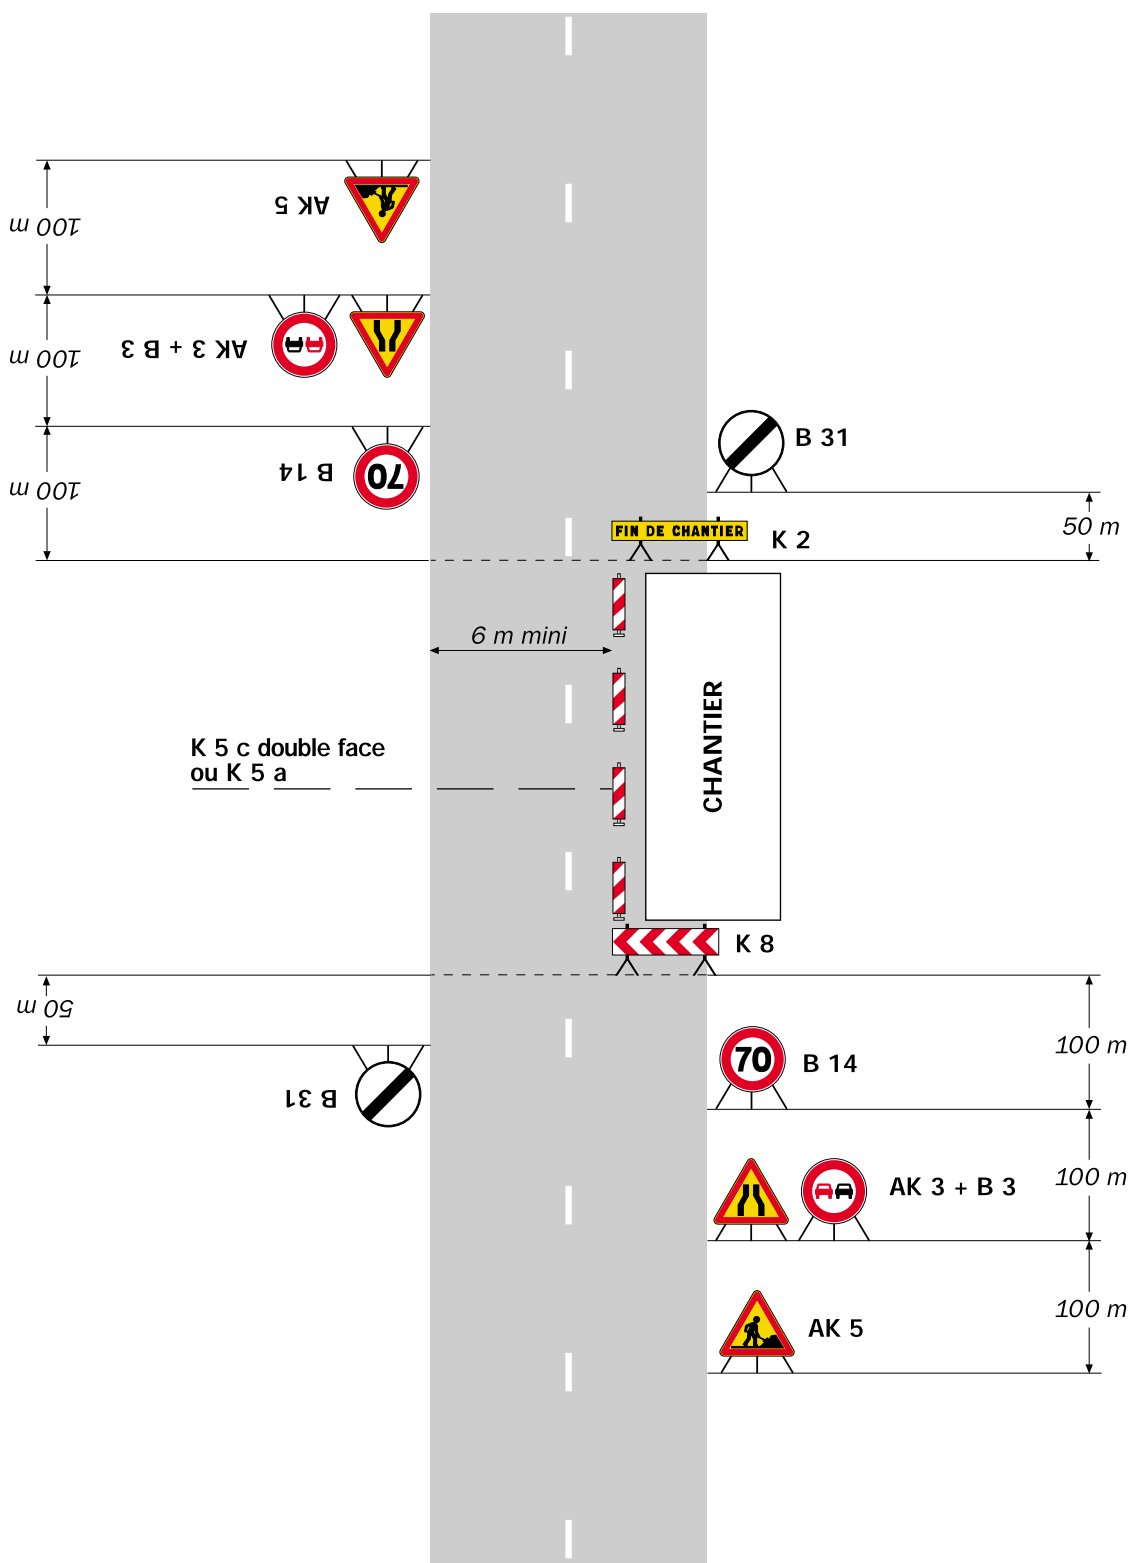 AK 5
100 m
AK 3 + B 3
100 m
B 14
70
100 m
B 31
50 m
FIN DE CHANTIER
K 2
6 m mini
CHANTIER
K 5 c double face
ou K 5 a
K 8
50 m
B 31
70
B 14
100 m
AK 3 + B 3
100 m
AK 5
100 m